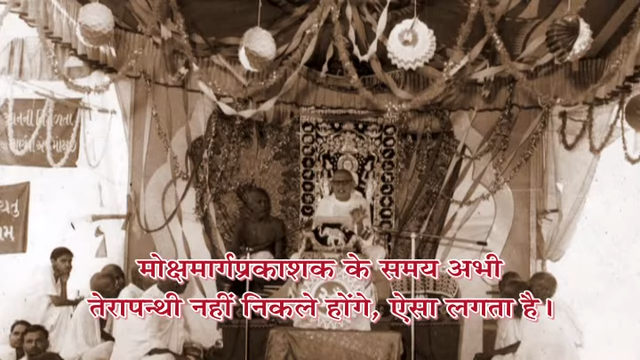 मोक्षमार्गप्रकाशक के समय अभी
तेरापन्थी नहीं निकले होंगे, ऐसा लगता है।